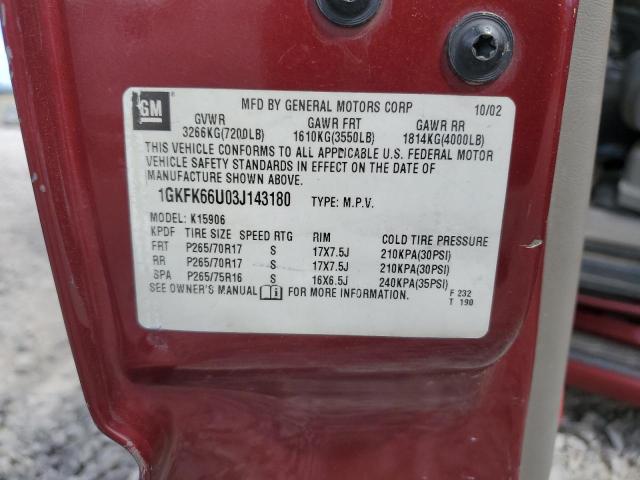 GM
MFD BY GENERAL MOTORS CORP 10/02
GVWR GAWR FRT GAWR RR
3266KG(7200LB) 1610KG(3550LB) 1814KG(4000LB)
THIS VEHICLE CONFORMS TO ALL APPLICABLE U.S. FEDERAL MOTOR
VEHICLE SAFETY STANDARDS IN EFFECT ON THE DATE OF
MANUFACTURE SHOWN ABOVE.
1GKFK66U03J143180 TYPE: M.P.V.
MODEL: K15906
KPDF TIRE SIZE SPEED RTG RIM COLD TIRE PRESSURE
FRT P265/70R17 S 17X7.5J 210KPA(30PSI)
RR P265/70R17 S 17X7.5J 210KPA(30PSI)
SPA P265/75R16 S 16X6.5J 240KPA(35PSI)
SEE OWNER'S MANUAL FOR MORE INFORMATION. F 232
T 190